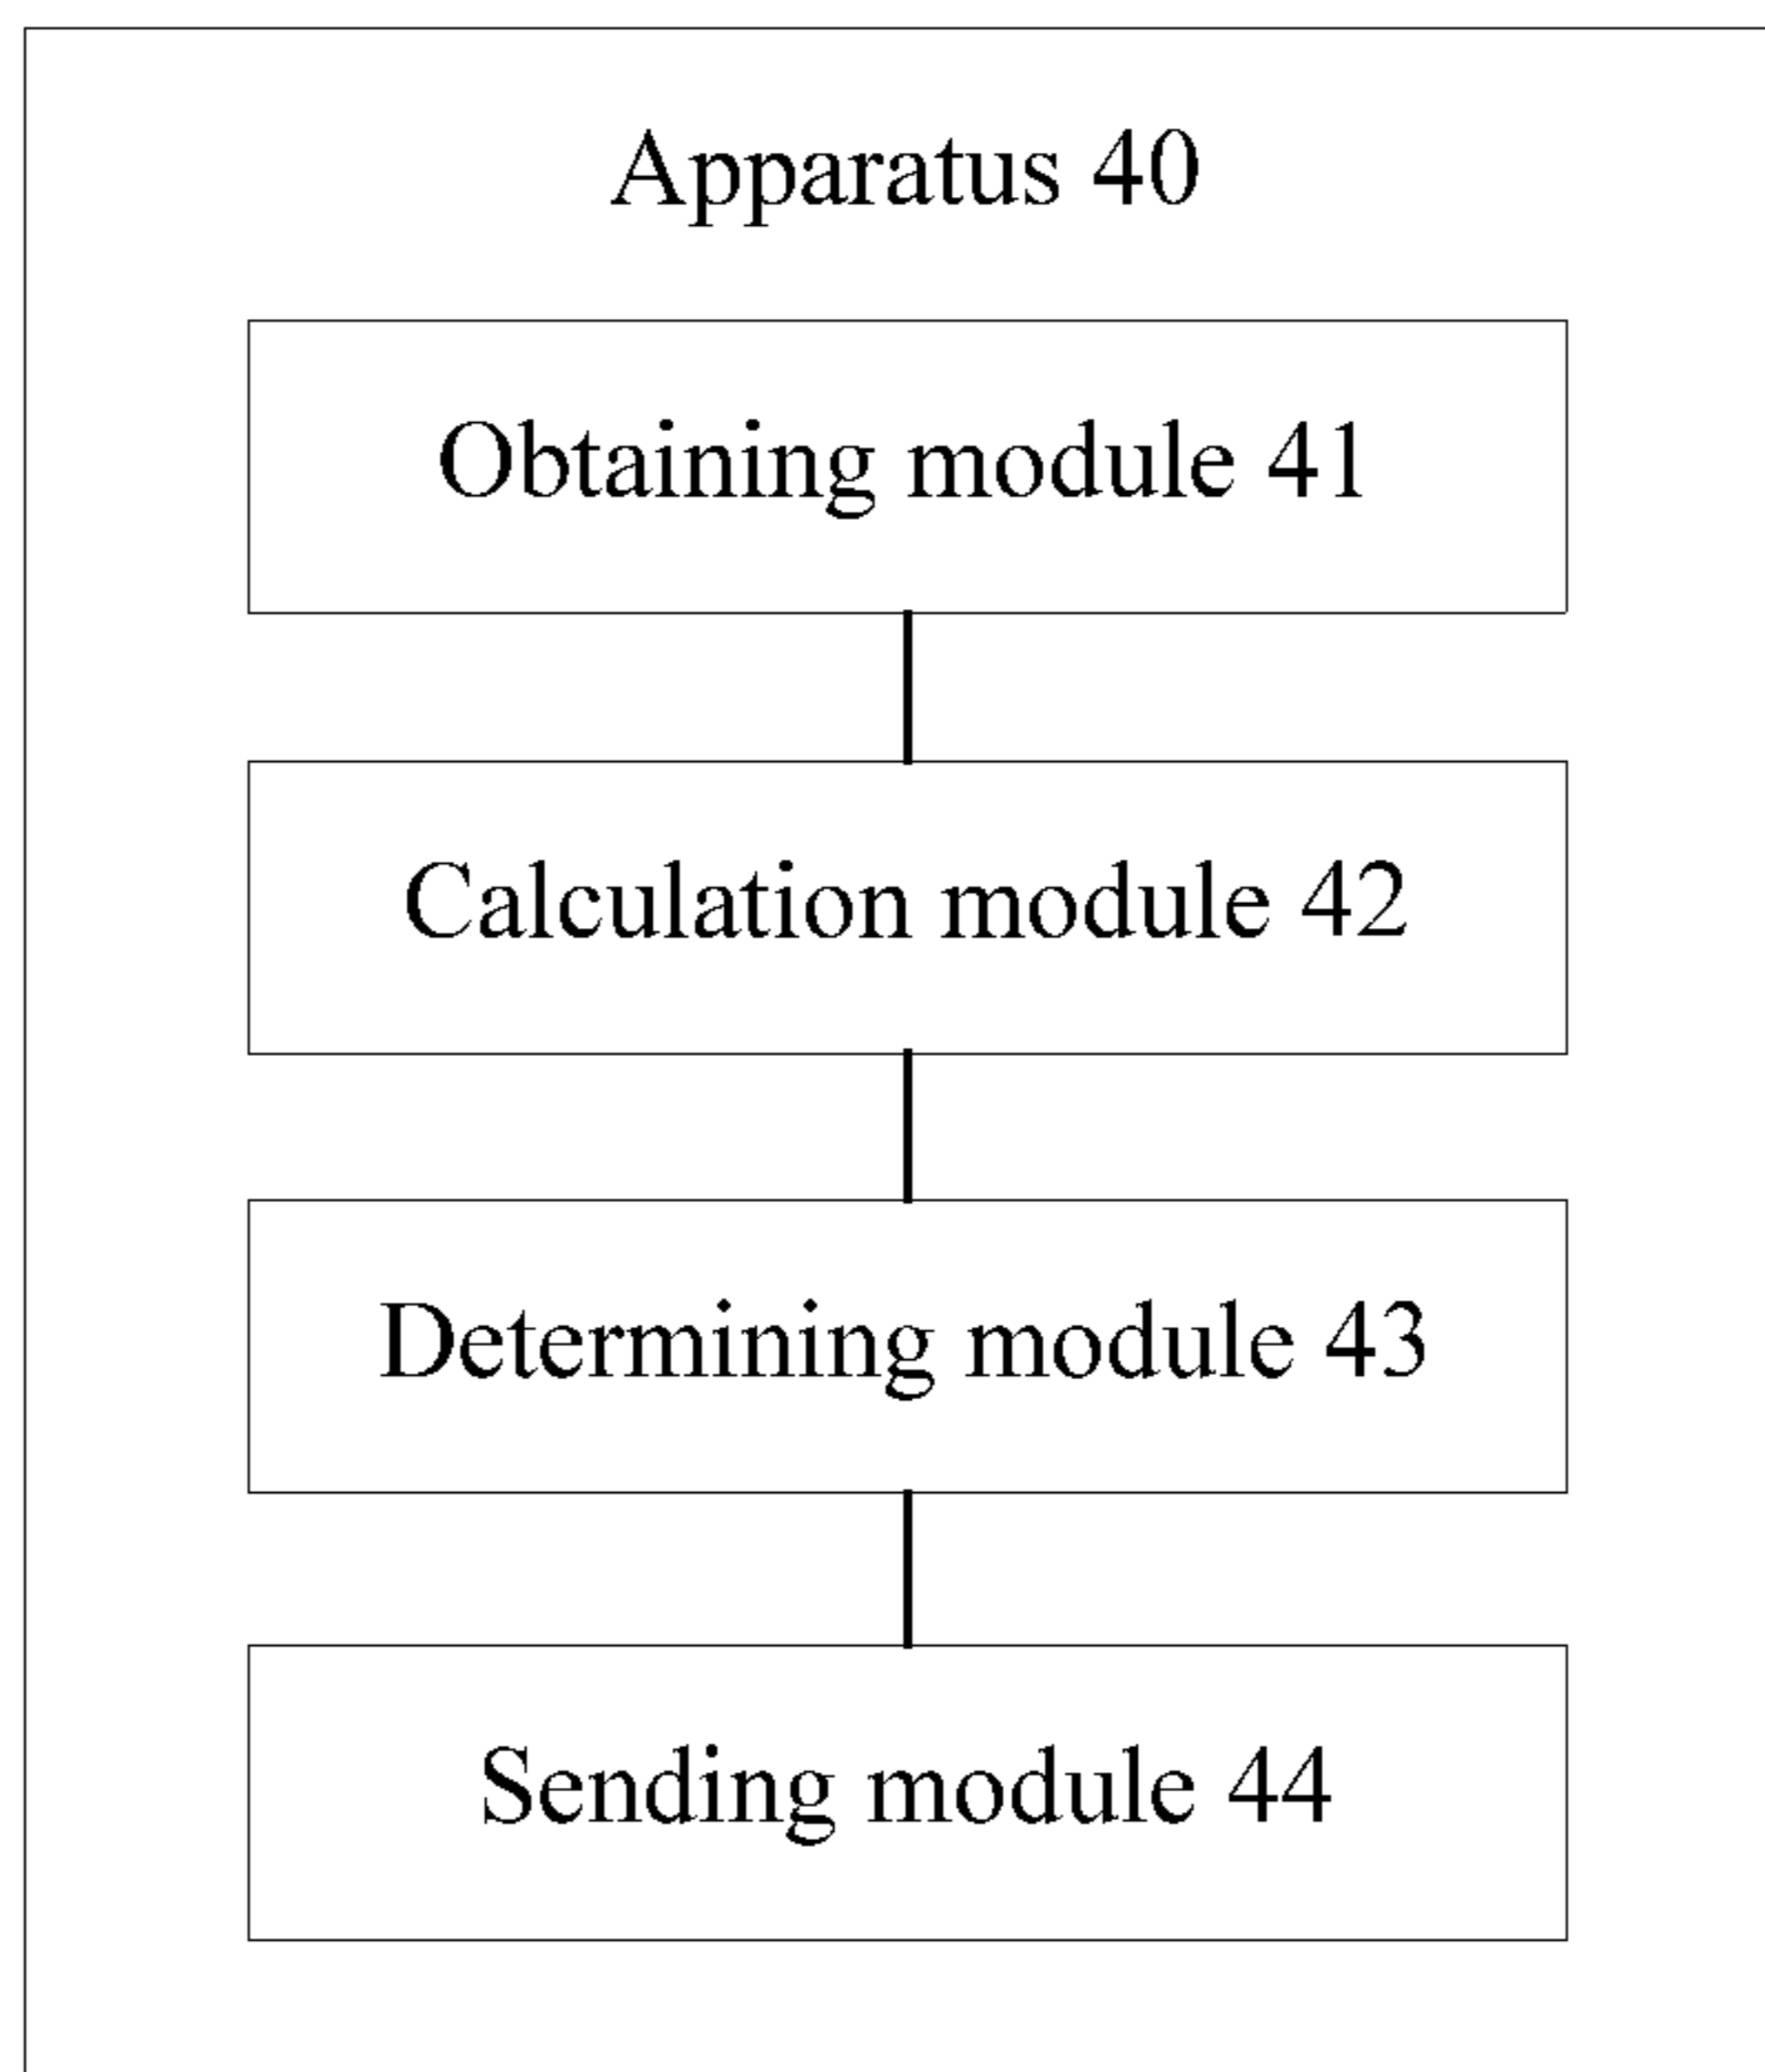 Apparatus 40
Obtaining module 41
Calculation module 42
Determining module 43
Sending module 44